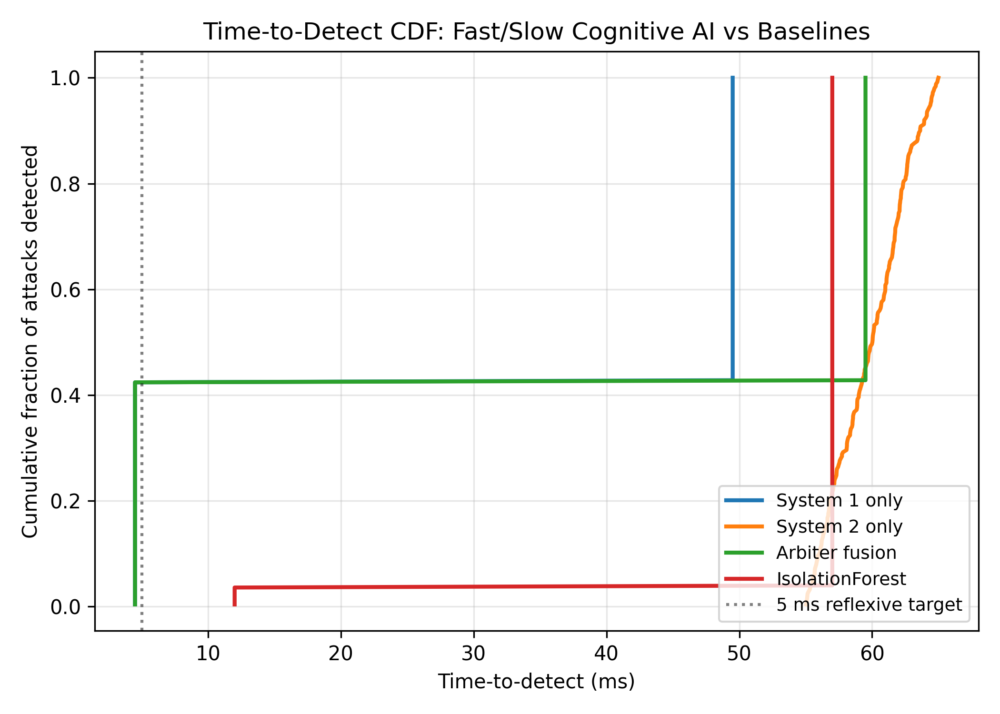 Time-to-Detect CDF: Fast/Slow Cognitive AI vs Baselines
Cumulative fraction of attacks detected
1.0
0.8
0.6
0.4
0.2
0.0
System 1 only
System 2 only
Arbiter fusion
IsolationForest
5 ms reflexive target
10 20 30 40 50 60
Time-to-detect (ms)